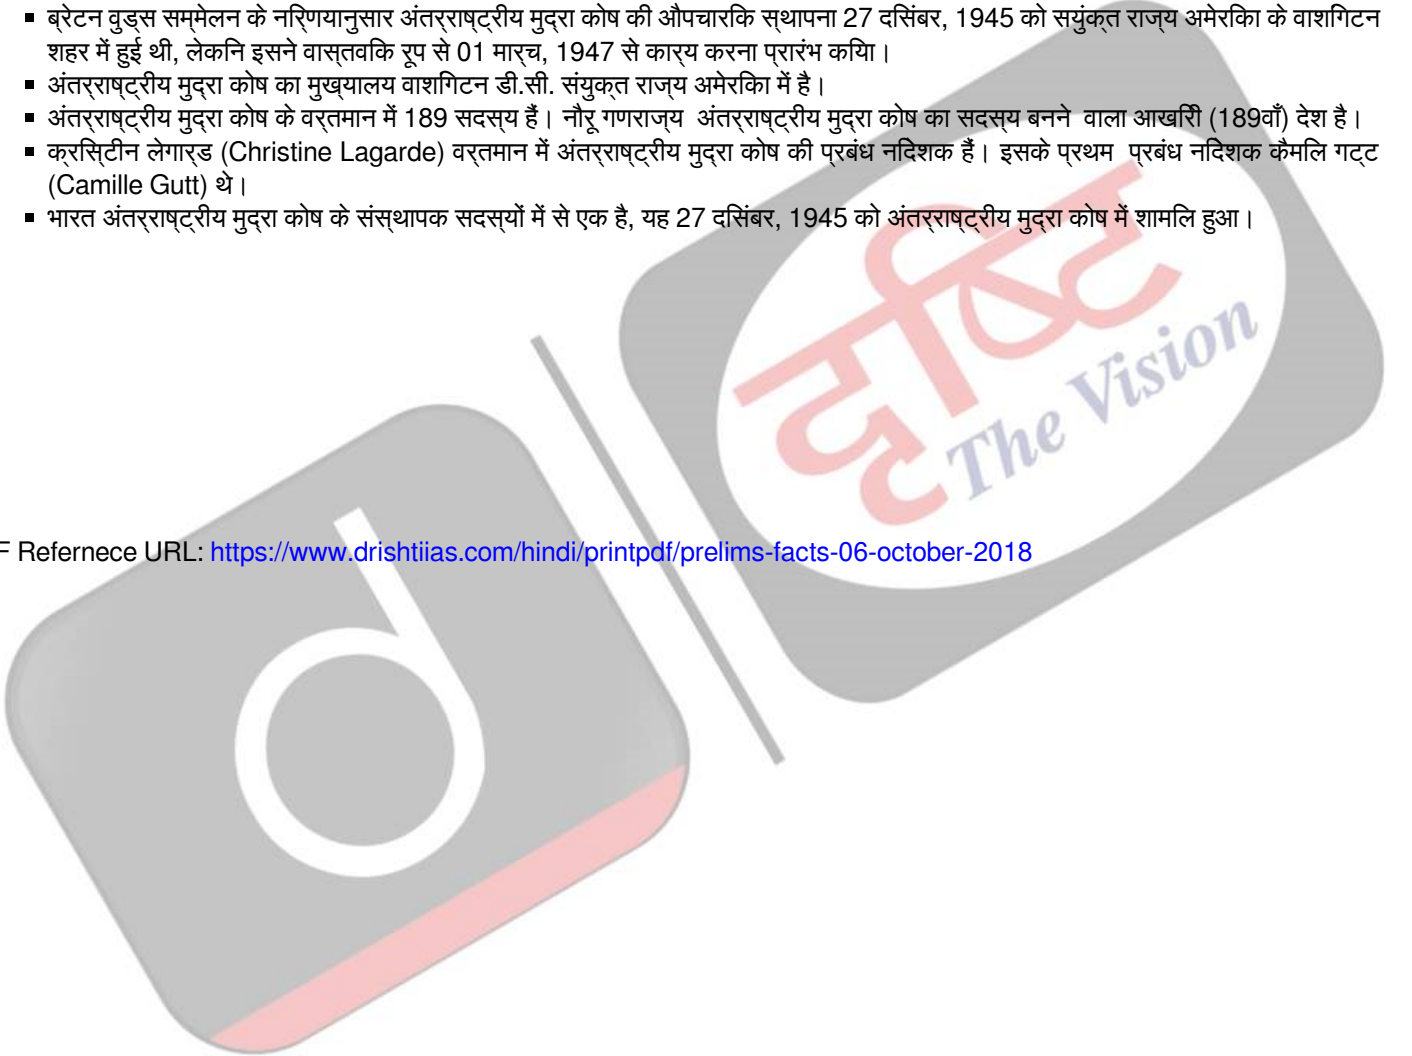 ब्रेटन वुड्स सम्मेलन के निर्णयानुसार अंतर्राष्ट्रीय मुद्रा कोष की औपचारिक स्थापना 27 दिसंबर, 1945 को सयुंक्त राज्य अमेरिका के वाशिंगटन
शहर में हुई थी, लेकिन इसने वास्तविक रूप से 01 मार्च, 1947 से कार्य करना प्रारंभ किया।
अंतर्राष्ट्रीय मुद्रा कोष का मुख्यालय वाशिंगटन डी.सी. संयुक्त राज्य अमेरिका में है।
अंतर्राष्ट्रीय मुद्रा कोष के वर्तमान में 189 सदस्य हैं। नौरू गणराज्य अंतर्राष्ट्रीय मुद्रा कोष का सदस्य बनने वाला आखिरी (189वाँ) देश है।
क्रिस्टीन लेगार्ड (Christine Lagarde) वर्तमान में अंतर्राष्ट्रीय मुद्रा कोष की प्रबंध निदेशक हैं। इसके प्रथम प्रबंध निदेशक कैमिल गट्ट
(Camille Gutt) थे।
भारत अंतर्राष्ट्रीय मुद्रा कोष के संस्थापक सदस्यों में से एक है, यह 27 दिसंबर, 1945 को अंतरराष्ट्रीय मुद्रा कोष में शामिल हुआ।
दृष्टि
The Vision
F Refernece URL: https://www.drishtiias.com/hindi/printpdf/prelims-facts-06-october-2018
d